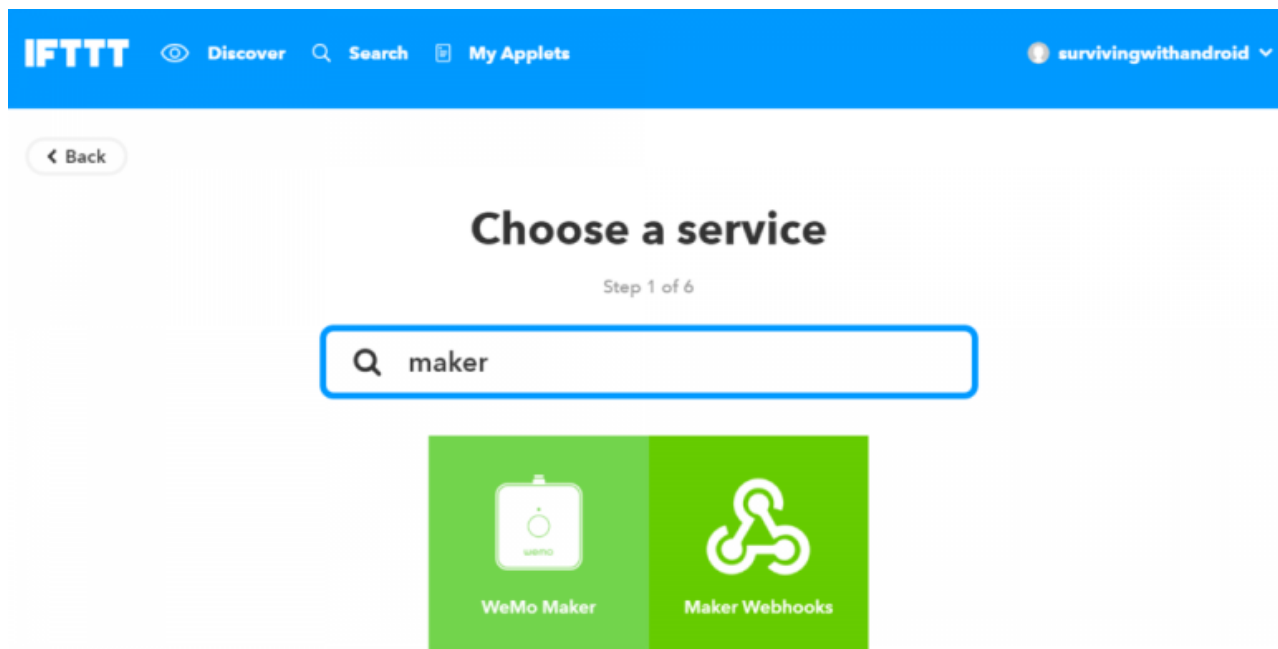 IFTTT Discover Search My Applets survivingwithandroid
Back
Choose a service
Step 1 of 6
maker
wemo
WeMo Maker Maker Webhooks